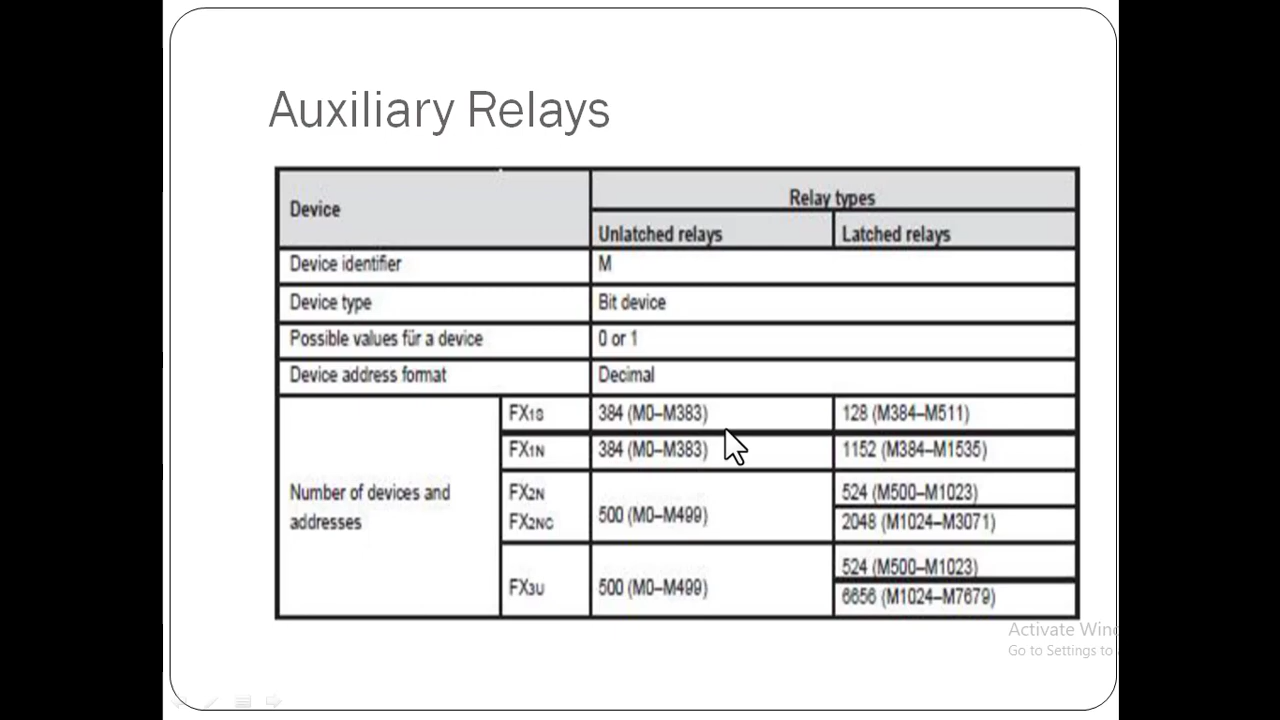 Auxiliary Relays
Device
Relay types
Unlatched relays
Latched relays
Device identifier
M
Device type
Bit device
Possible values für a device
0 or 1
Device address format
Decimal
Number of devices and
addresses
FX1S
384 (M0–M383)
128 (M384–M511)
FX1N
384 (M0–M383)
1152 (M384–M1535)
FX2N
FX2NC
500 (M0–M499)
524 (M500–M1023)
2048 (M1024–M3071)
FX3U
500 (M0–M499)
524 (M500–M1023)
6656 (M1024–M7679)
Activate Wind
Go to Settings to